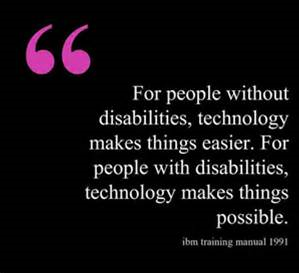 “
For people without
disabilities, technology
makes things easier. For
people with disabilities,
technology makes things
possible.
ibm training manual 1991